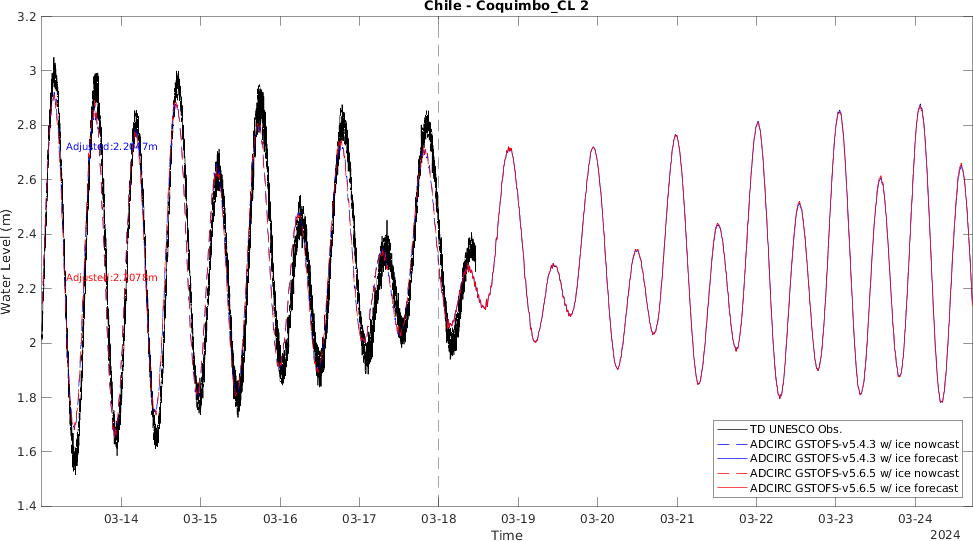 Chile - Coquimbo_CL 2
3.2
3
2.8
2.6
2.4
2.2
2
1.8
1.6
1.4
Water Level (m)
Adjusted:2.2047m
Adjusted:2.2078m
TD UNESCO Obs.
ADCIRC GSTOFS-v5.4.3 w/ ice nowcast
ADCIRC GSTOFS-v5.4.3 w/ ice forecast
ADCIRC GSTOFS-v5.6.5 w/ ice nowcast
ADCIRC GSTOFS-v5.6.5 w/ ice forecast
03-14 03-15 03-16 03-17 03-18 03-19 03-20 03-21 03-22 03-23 03-24
Time
2024